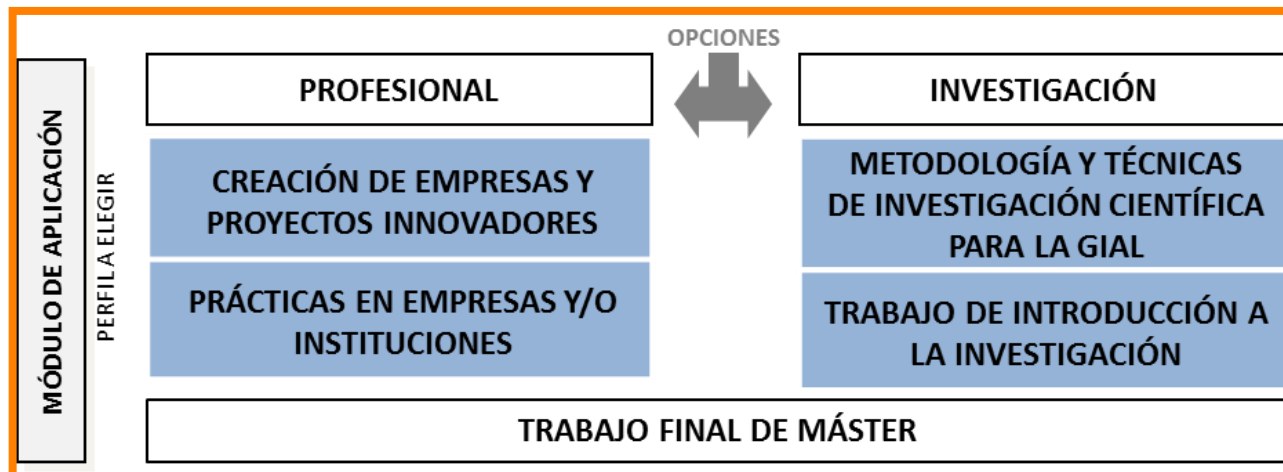 OPCIONES
MÓDULO DE APLICACIÓN
PERFIL A ELEGIR
PROFESIONAL
CREACIÓN DE EMPRESAS Y
PROYECTOS INNOVADORES
PRÁCTICAS EN EMPRESAS Y/O
INSTITUCIONES
INVESTIGACIÓN
METODOLOGÍA Y TÉCNICAS
DE INVESTIGACIÓN CIENTÍFICA
PARA LA GIAL
TRABAJO DE INTRODUCCIÓN A
LA INVESTIGACIÓN
TRABAJO FINAL DE MÁSTER